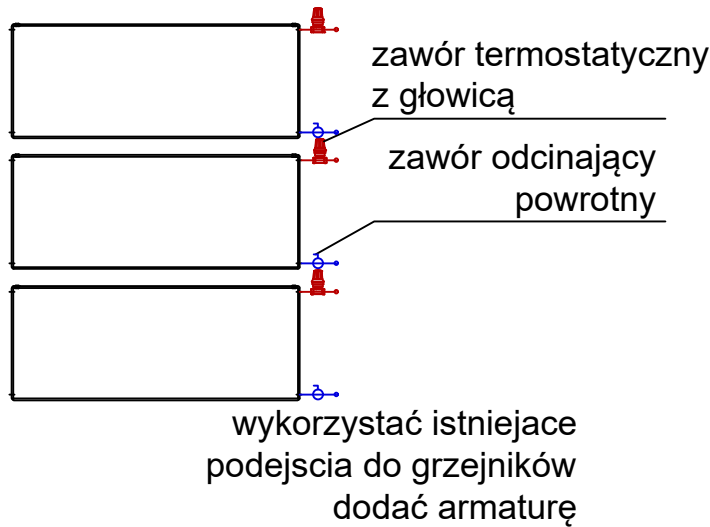 zawór termostatyczny
z głowicą
zawór odcinający
powrotny
wykorzystać istniejace
podejscia do grzejników
dodać armaturę